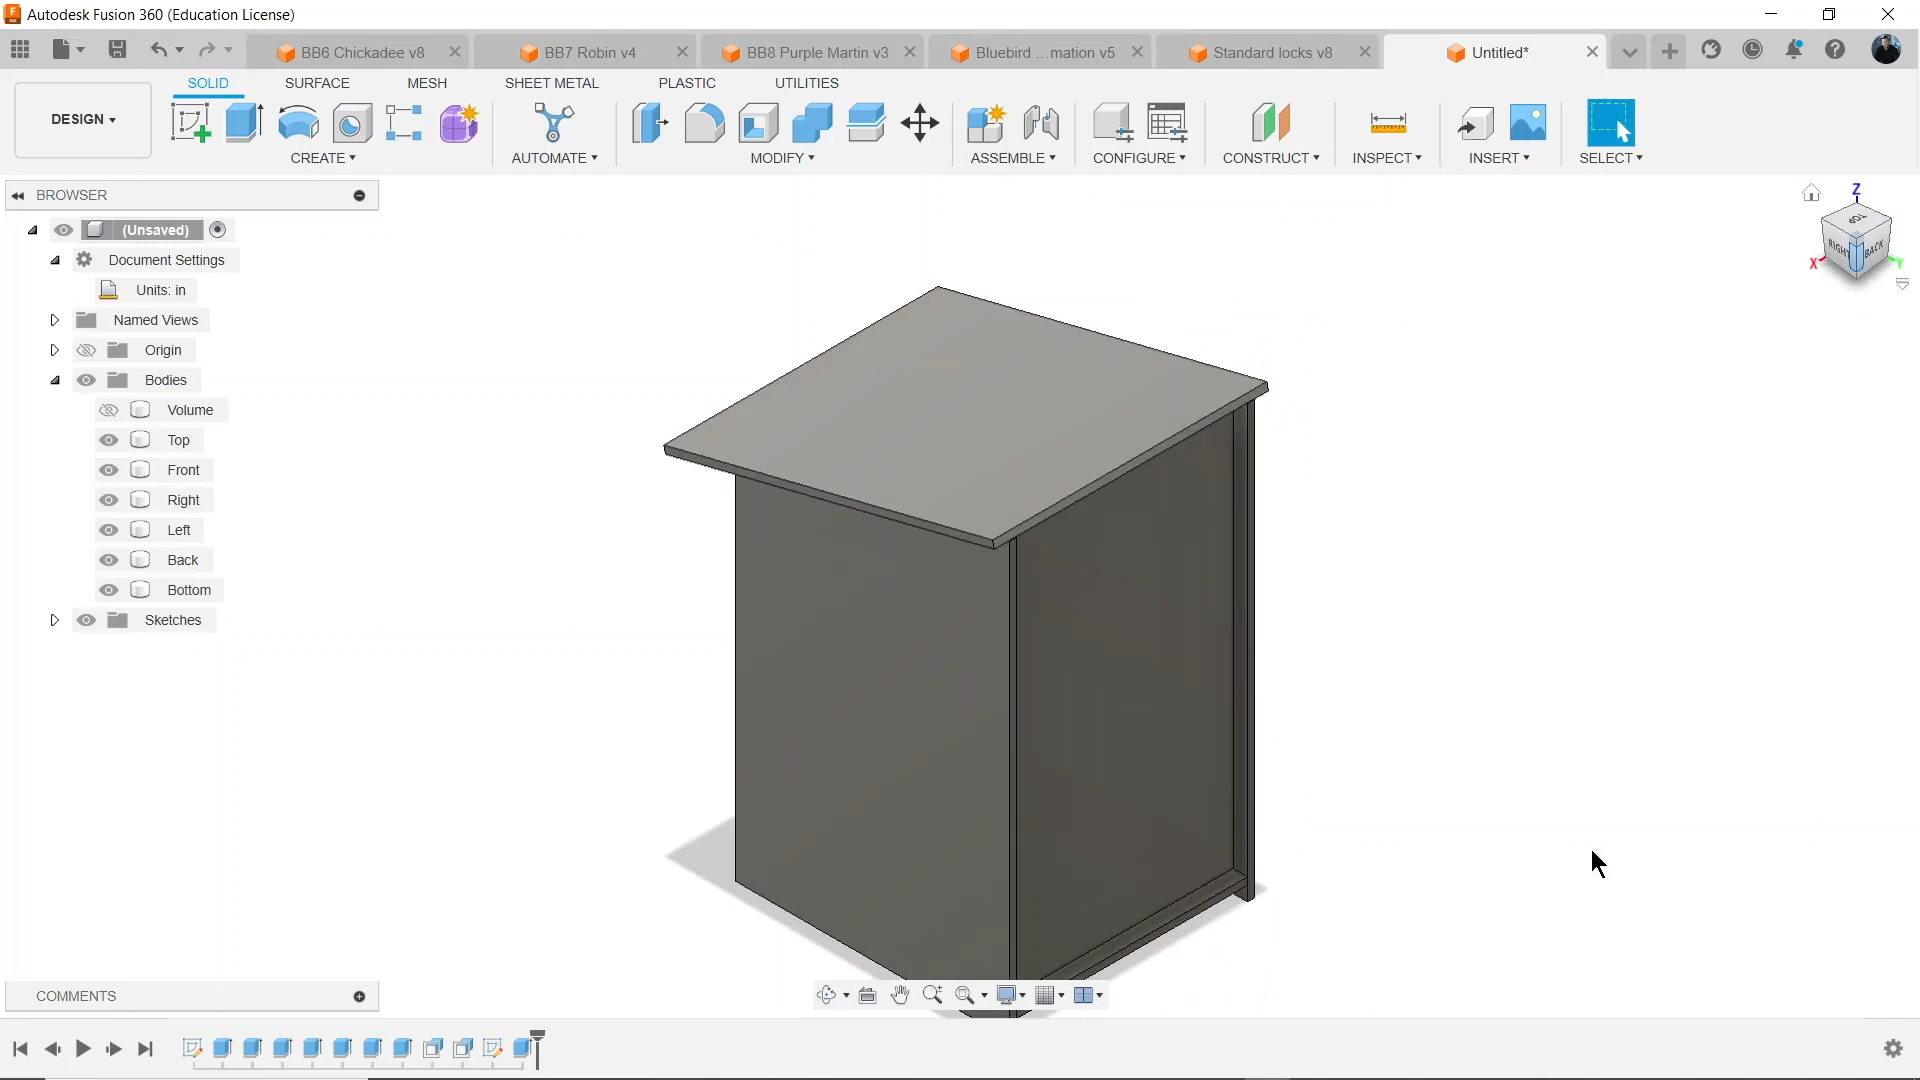 Autodesk Fusion 360 (Education License)
BB6 Chickadee v8
BB7 Robin v4
BB8 Purple Martin v3
Bluebird ...mation v5
Standard locks v8
Untitled*
DESIGN
SOLID
SURFACE
MESH
SHEET METAL
PLASTIC
UTILITIES
CREATE
AUTOMATE
MODIFY
ASSEMBLE
CONFIGURE
CONSTRUCT
INSPECT
INSERT
SELECT
BROWSER
(Unsaved)
Document Settings
Units: in
Named Views
Origin
Bodies
Volume
Top
Front
Right
Left
Back
Bottom
Sketches
Z
TOP
RIGHT
BACK
X
Y
COMMENTS